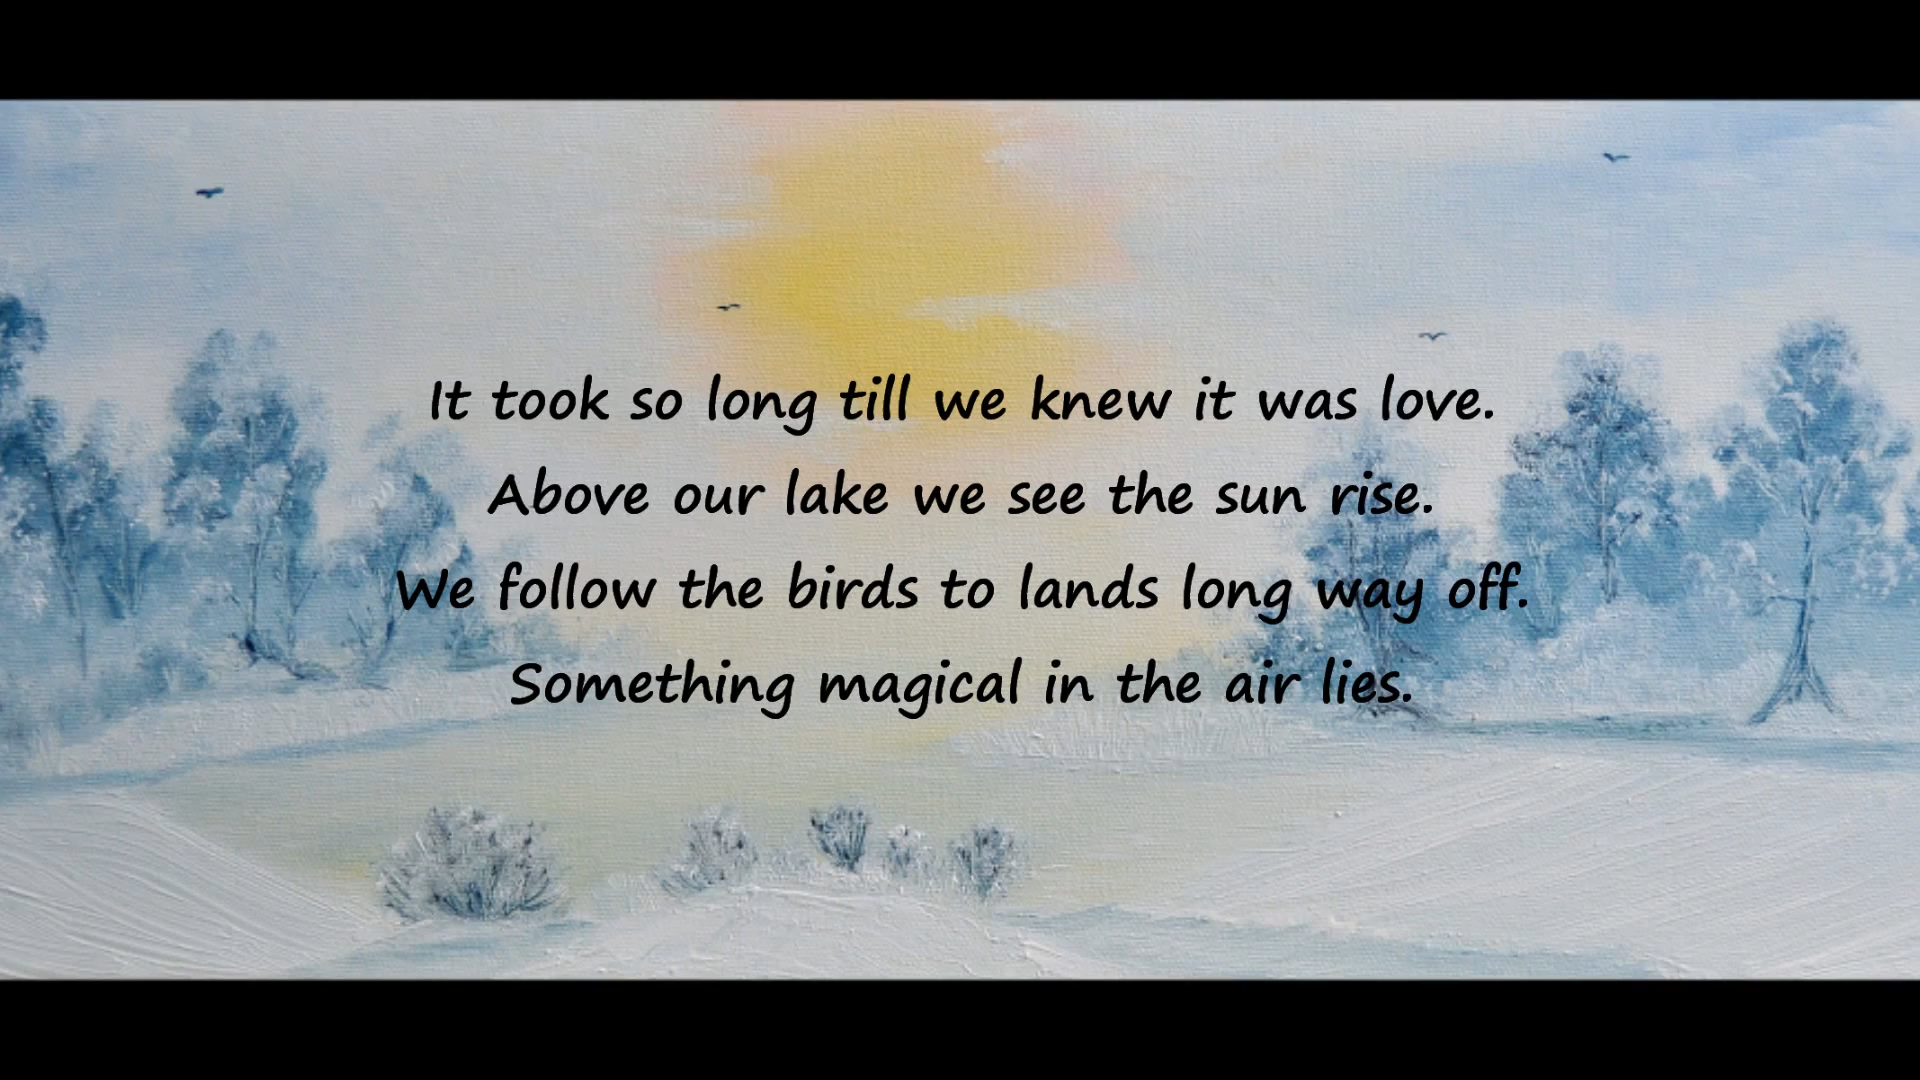 It took so long till we knew it was love.
Above our lake we see the sun rise.
We follow the birds to lands long way off.
Something magical in the air lies.